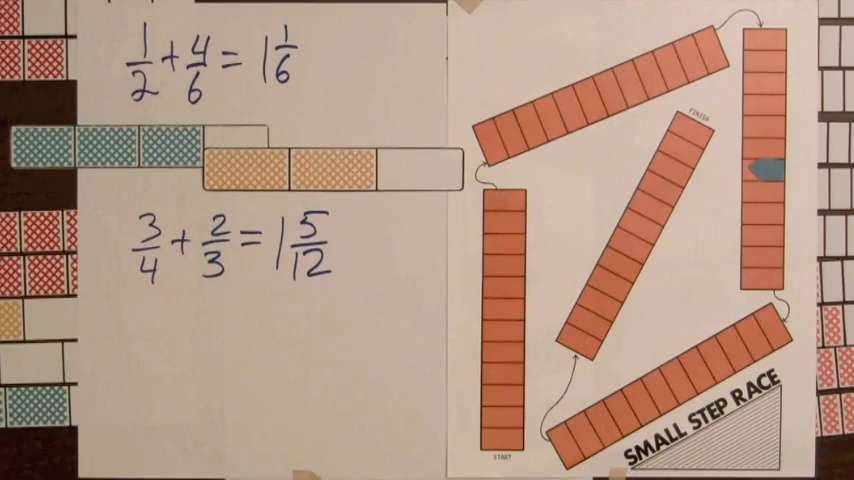 1/2 + 4/6 = 1 1/6
3/4 + 2/3 = 1 5/12
FINISH
START
SMALL STEP RACE